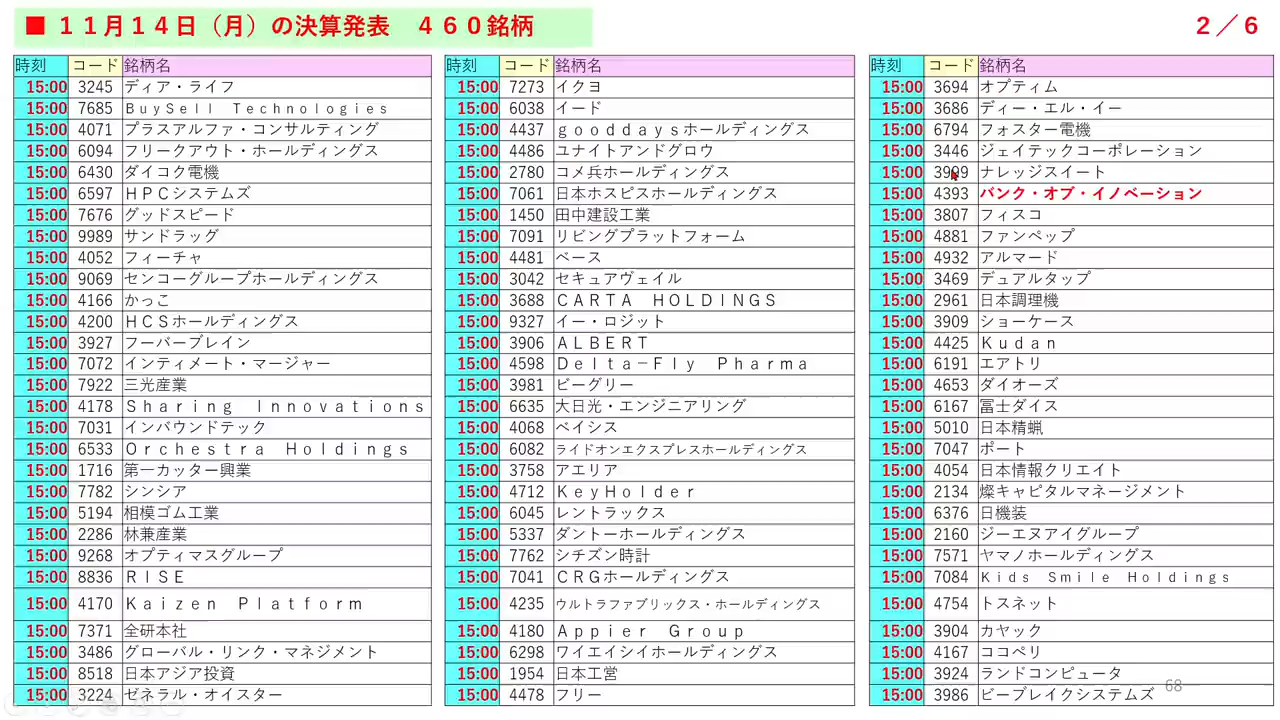 ■ １１月１４日（月）の決算発表　４６０銘柄
２／６
時刻 コード 銘柄名
15:00 3245 ディア・ライフ
15:00 7685 ＢｕｙＳｅｌｌ　Ｔｅｃｈｎｏｌｏｇｉｅｓ
15:00 4071 プラスアルファ・コンサルティング
15:00 6094 フリークアウト・ホールディングス
15:00 6430 ダイコク電機
15:00 6597 ＨＰＣシステムズ
15:00 7676 グッドスピード
15:00 9989 サンドラッグ
15:00 4052 フィーチャ
15:00 9069 センコーグループホールディングス
15:00 4166 かっこ
15:00 4200 ＨＣＳホールディングス
15:00 3927 フーバーブレイン
15:00 7072 インティメート・マージャー
15:00 7922 三光産業
15:00 4178 Ｓｈａｒｉｎｇ　Ｉｎｎｏｖａｔｉｏｎｓ
15:00 7031 インバウンドテック
15:00 6533 Ｏｒｃｈｅｓｔｒａ　Ｈｏｌｄｉｎｇｓ
15:00 1716 第一カッター興業
15:00 7782 シンシア
15:00 5194 相模ゴム工業
15:00 2286 林兼産業
15:00 9268 オプティマスグループ
15:00 8836 ＲＩＳＥ
15:00 4170 Ｋａｉｚｅｎ　Ｐｌａｔｆｏｒｍ
15:00 7371 全研本社
15:00 3486 グローバル・リンク・マネジメント
15:00 8518 日本アジア投資
15:00 3224 ゼネラル・オイスター
時刻 コード 銘柄名
15:00 7273 イクヨ
15:00 6038 イード
15:00 4437 ｇｏｏｄｄａｙｓホールディングス
15:00 4486 ユナイトアンドグロウ
15:00 2780 コメ兵ホールディングス
15:00 7061 日本ホスピスホールディングス
15:00 1450 田中建設工業
15:00 7091 リビングプラットフォーム
15:00 4481 ベース
15:00 3042 セキュアヴェイル
15:00 3688 ＣＡＲＴＡ　ＨＯＬＤＩＮＧＳ
15:00 9327 イー・ロジット
15:00 3906 ＡＬＢＥＲＴ
15:00 4598 Ｄｅｌｔａ－Ｆｌｙ　Ｐｈａｒｍａ
15:00 3981 ビーグリー
15:00 6635 大日光・エンジニアリング
15:00 4068 ベイシス
15:00 6082 ライドオンエクスプレスホールディングス
15:00 3758 アエリア
15:00 4712 ＫｅｙＨｏｌｄｅｒ
15:00 6045 レントラックス
15:00 5337 ダントーホールディングス
15:00 7762 シチズン時計
15:00 7041 ＣＲＧホールディングス
15:00 4235 ウルトラファブリックス・ホールディングス
15:00 4180 Ａｐｐｉｅｒ　Ｇｒｏｕｐ
15:00 6298 ワイエイシイホールディングス
15:00 1954 日本工営
15:00 4478 フリー
時刻 コード 銘柄名
15:00 3694 オプティム
15:00 3686 ディー・エル・イー
15:00 6794 フォスター電機
15:00 3446 ジェイテックコーポレーション
15:00 3999 ナレッジスイート
15:00 4393 バンク・オブ・イノベーション
15:00 3807 フィスコ
15:00 4881 ファンペップ
15:00 4932 アルマード
15:00 3469 デュアルタップ
15:00 2961 日本調理機
15:00 3909 ショーケース
15:00 4425 Ｋｕｄａｎ
15:00 6191 エアトリ
15:00 4653 ダイオーズ
15:00 6167 冨士ダイス
15:00 5010 日本精蝋
15:00 7047 ポート
15:00 4054 日本情報クリエイト
15:00 2134 燦キャピタルマネージメント
15:00 6376 日機装
15:00 2160 ジーエヌアイグループ
15:00 7571 ヤマノホールディングス
15:00 7084 Ｋｉｄｓ　Ｓｍｉｌｅ　Ｈｏｌｄｉｎｇｓ
15:00 4754 トスネット
15:00 3904 カヤック
15:00 4167 ココペリ
15:00 3924 ランドコンピュータ
15:00 3986 ビーブレイクシステムズ
68